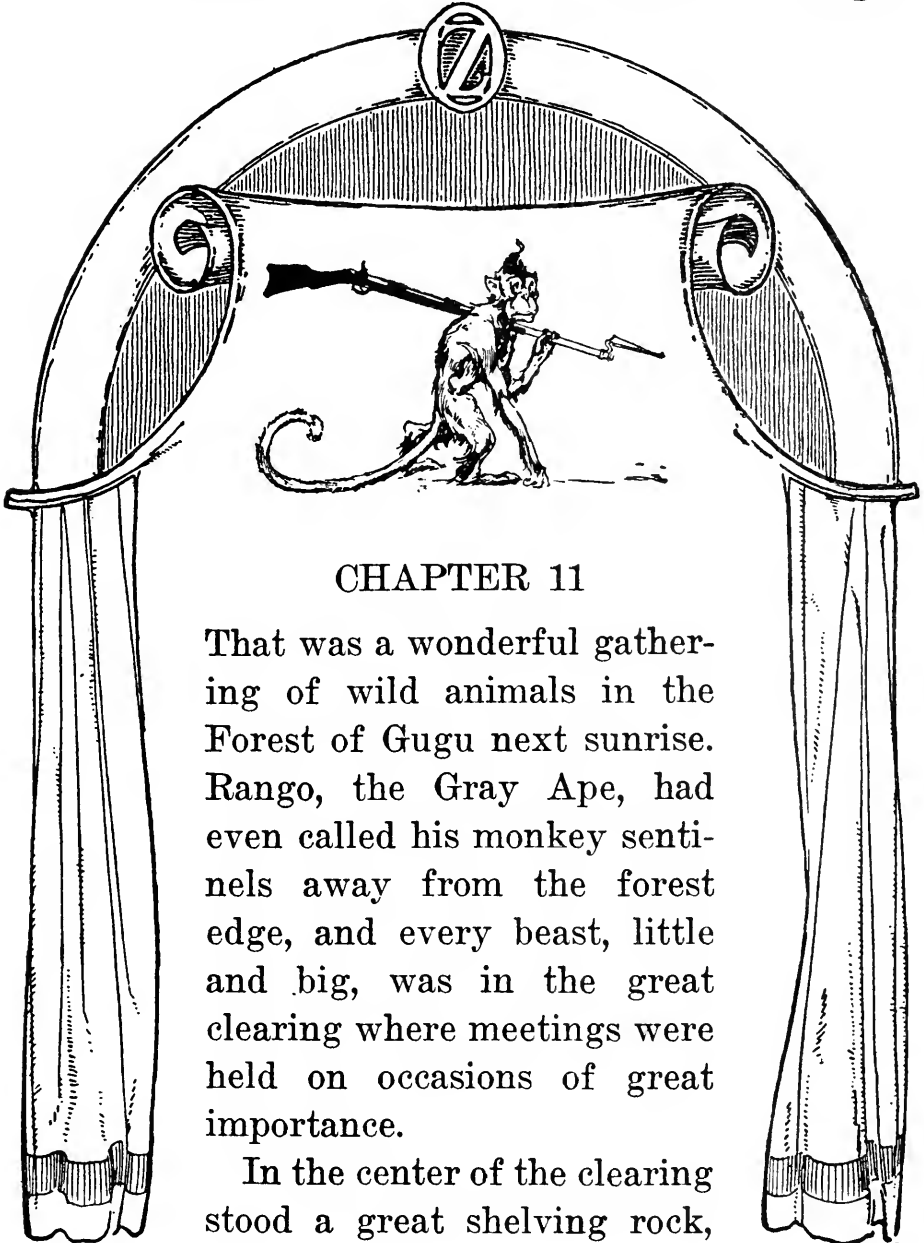 OZ
CHAPTER 11
That was a wonderful gather-
ing of wild animals in the
Forest of Gugu next sunrise.
Rango, the Gray Ape, had
even called his monkey senti-
nels away from the forest
edge, and every beast, little
and big, was in the great
clearing where meetings were
held on occasions of great
importance.
In the center of the clearing
stood a great shelving rock,